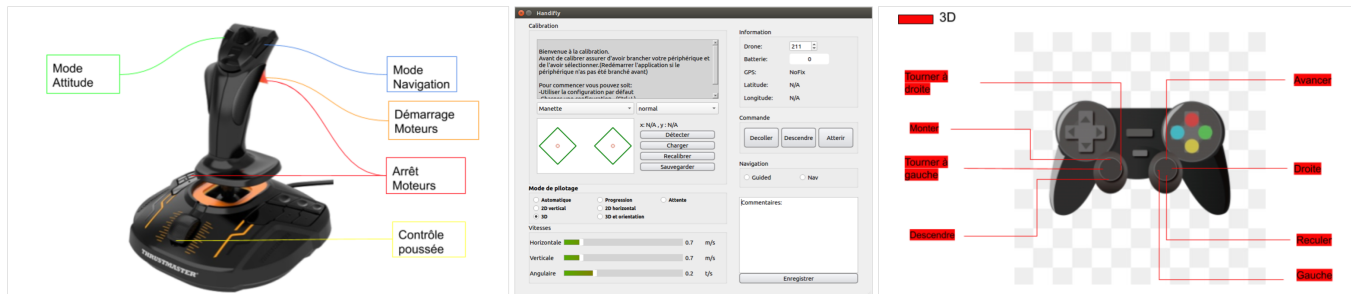 Mode
Attitude
Mode
Navigation
Démarrage
Moteurs
Arrêt
Moteurs
Contrôle
poussée
THRUSTMASTER
Handifly
Calibration
Bienvenue à la calibration.
Avant de calibrer assurer d'avoir brancher votre périphérique et
de l'avoir sélectionner.(Redémarrer l'application si le
périphérique n'as pas été branché avant)
Pour commencer vous pouvez soit:
-Utiliser la configuration par défaut
Manette
normal
x: N/A , y : N/A
Détecter
Charger
Recalibrer
Sauvegarder
Mode de pilotage
Automatique
Progression
Attente
2D vertical
2D horizontal
3D
3D et orientation
Vitesses
Horizontale
0.7 m/s
Verticale
0.7 m/s
Angulaire
0.2 t/s
Information
Drone: 211
Batterie: 0
GPS: NoFix
Latitude: N/A
Longitude: N/A
Commande
Decoller
Descendre
Atterir
Navigation
Guided
Nav
Commentaires:
Enregistrer
3D
Tourner à
droite
Monter
Tourner à
gauche
Descendre
Avancer
Droite
Reculer
Gauche